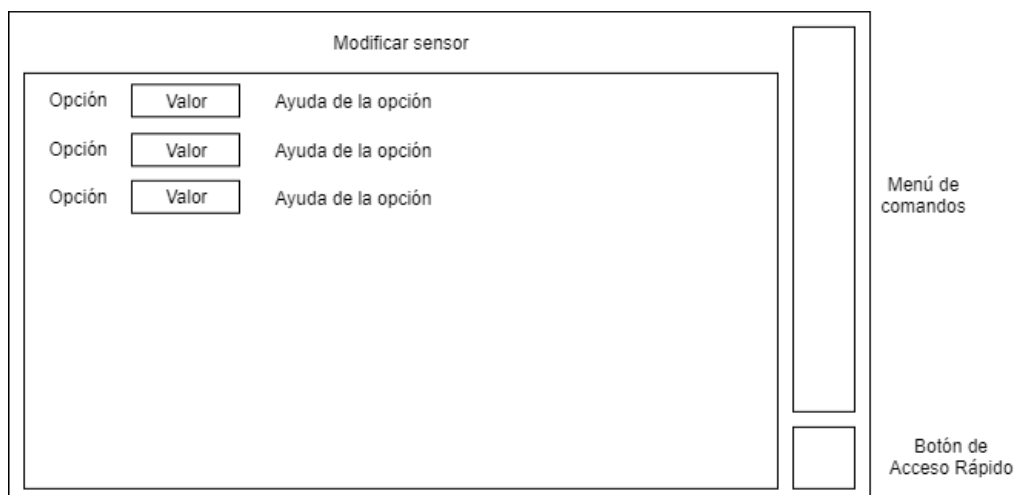 Modificar sensor
Opción Valor Ayuda de la opción
Opción Valor Ayuda de la opción
Opción Valor Ayuda de la opción
Menú de
comandos
Botón de
Acceso Rápido